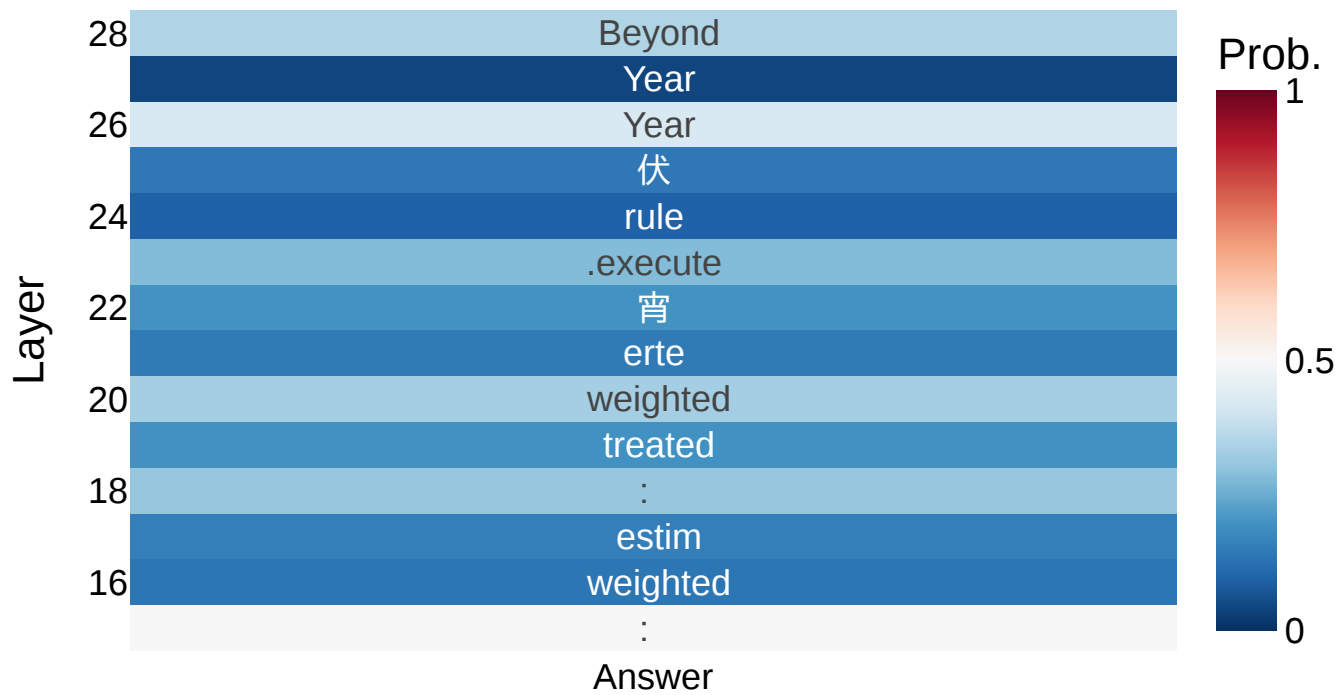 28 Beyond
Prob.
Year
1
26 Year
伏
24 rule
.execute
Layer
22 宵
erte
0.5
20 weighted
treated
18 :
estim
16 weighted
:
0
Answer